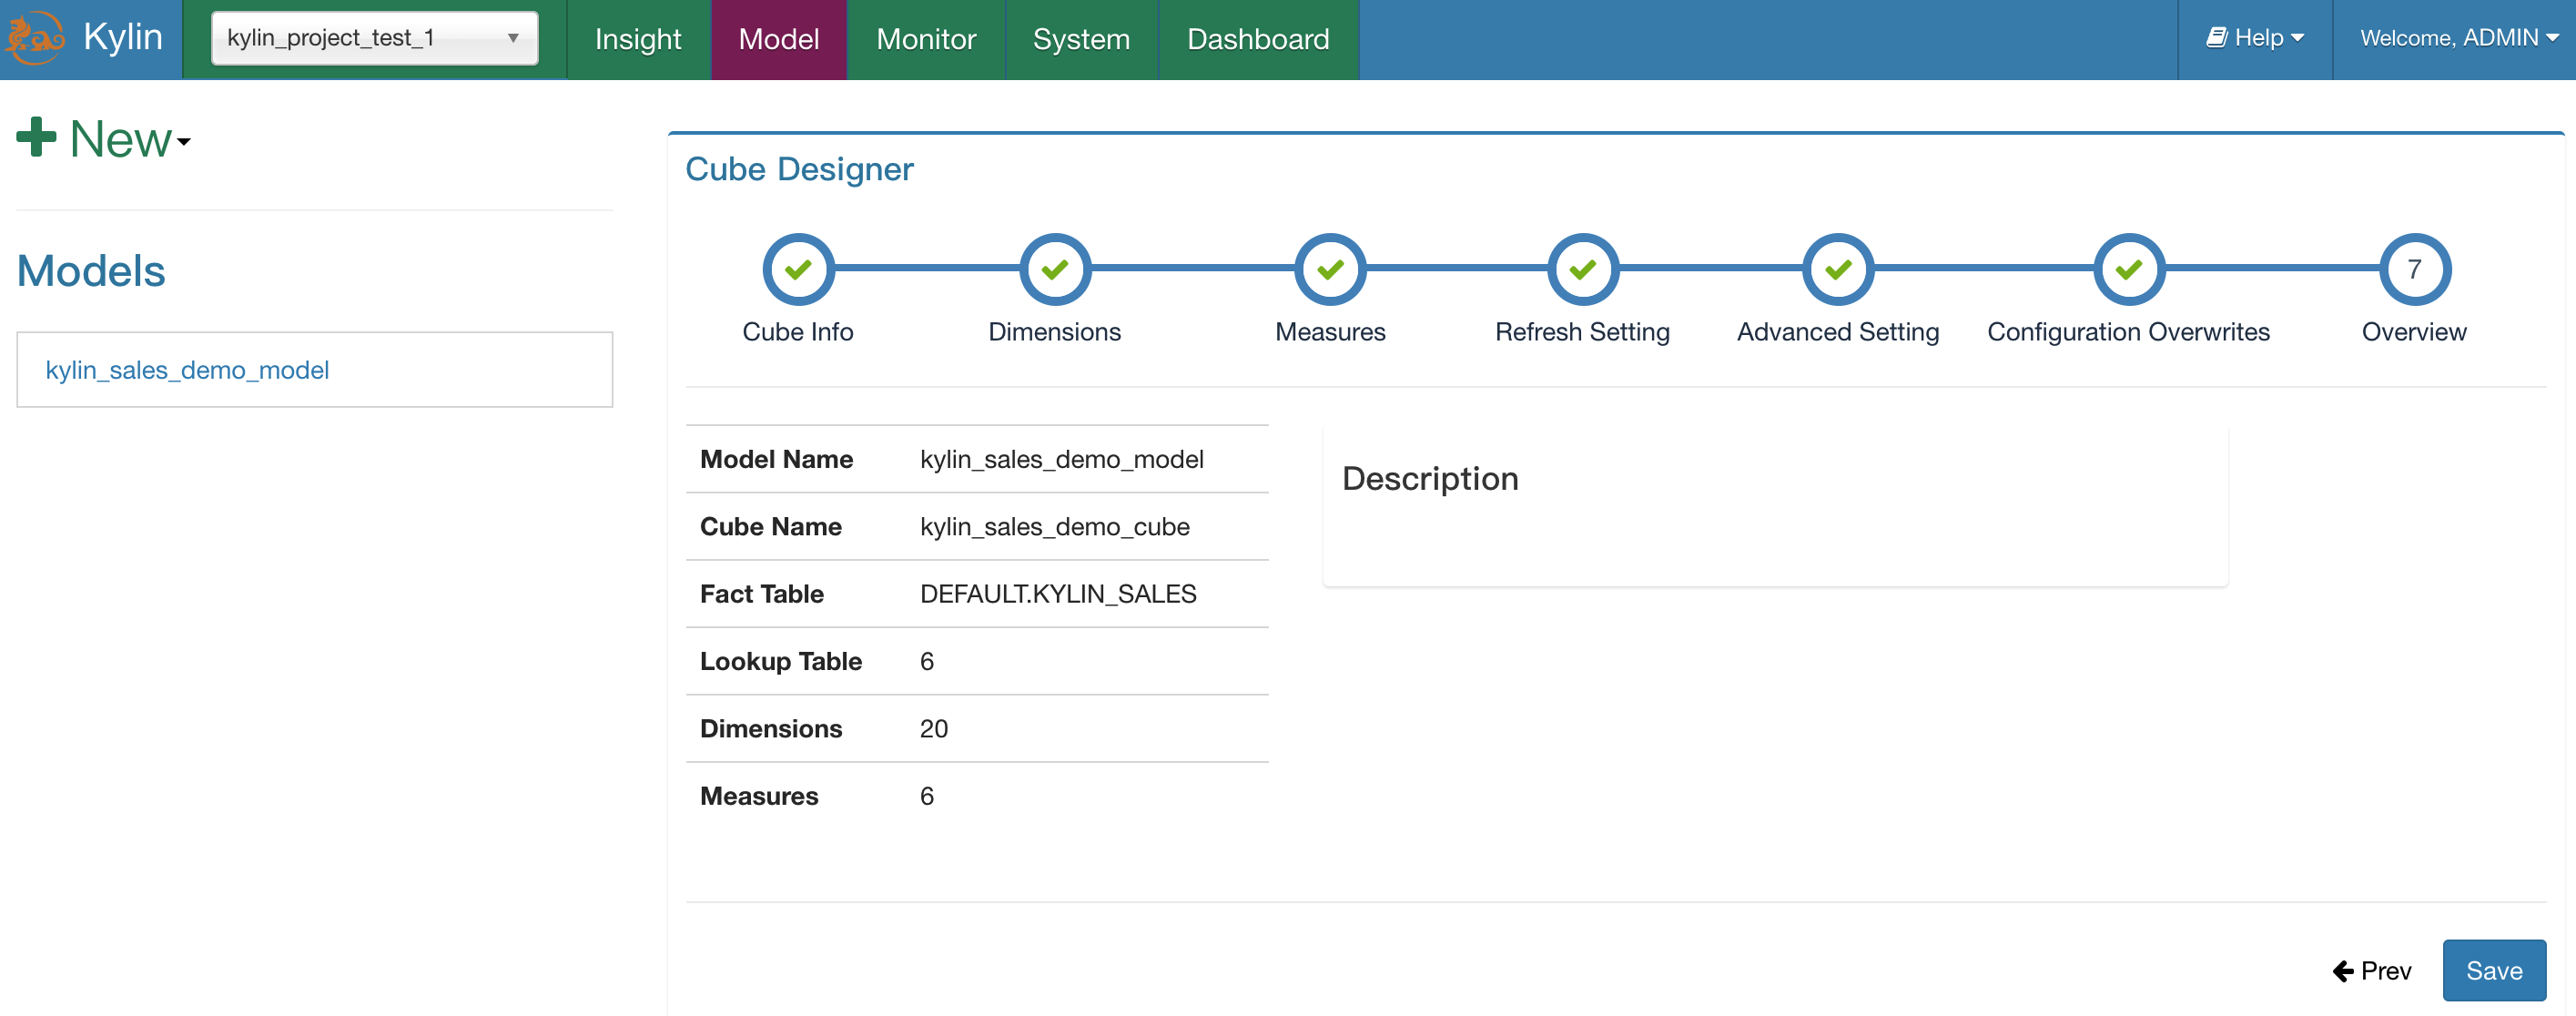 Kylin kylin_project_test_1 Insight Model Monitor System Dashboard Help Welcome, ADMIN
New
Models
kylin_sales_demo_model
Cube Designer
7
Cube Info Dimensions Measures Refresh Setting Advanced Setting Configuration Overwrites Overview
Model Name kylin_sales_demo_model
Cube Name kylin_sales_demo_cube
Fact Table DEFAULT.KYLIN_SALES
Lookup Table 6
Dimensions 20
Measures 6
Description
Prev Save